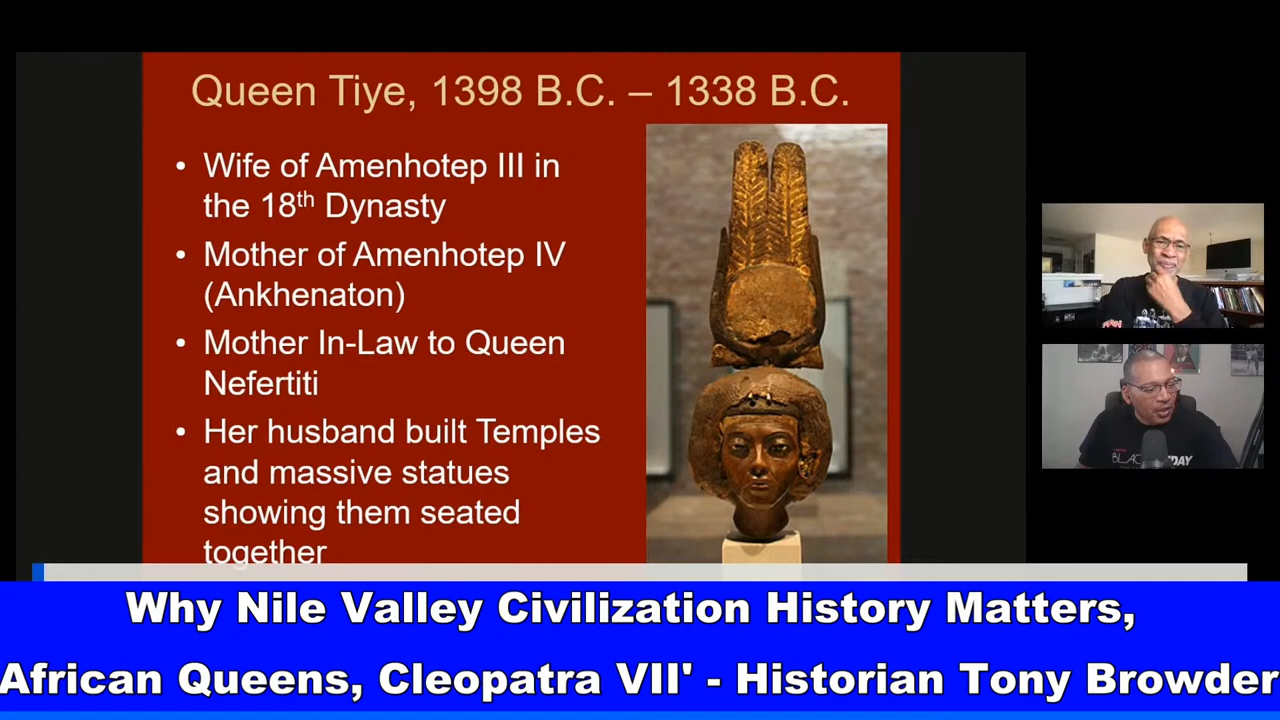 Queen Tiye, 1398 B.C. – 1338 B.C.
• Wife of Amenhotep III in
the 18th Dynasty
• Mother of Amenhotep IV
(Ankhenaton)
• Mother In-Law to Queen
Nefertiti
• Her husband built Temples
and massive statues
showing them seated
together
Why Nile Valley Civilization History Matters,
African Queens, Cleopatra VII' - Historian Tony Browder